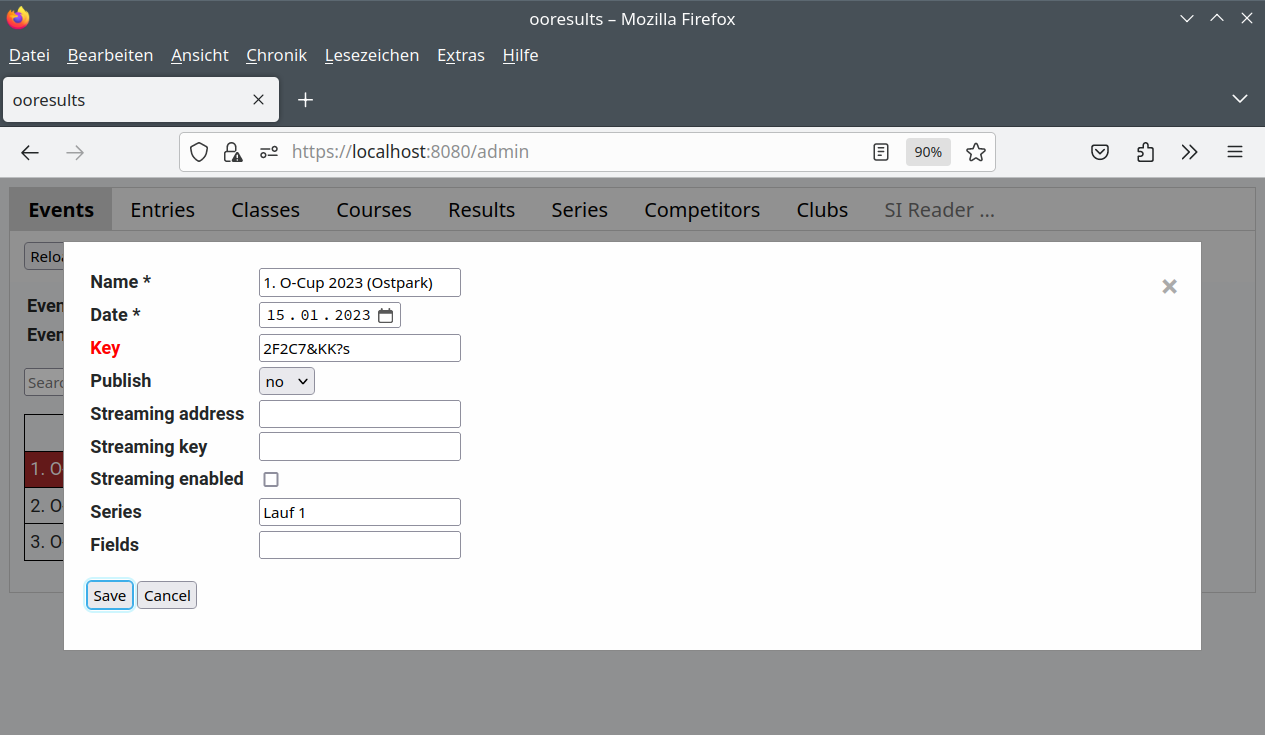 ooresults – Mozilla Firefox
Datei Bearbeiten Ansicht Chronik Lesezeichen Extras Hilfe
ooresults
https://localhost:8080/admin 90%
Events Entries Classes Courses Results Series Competitors Clubs SI Reader ...
Reloa
Name * 1. O-Cup 2023 (Ostpark)
Even
Date * 15.01.2023
Even
Key 2F2C7&KK?s
Publish no
Searc
Streaming address
Streaming key
1. O
Streaming enabled
2. O
Series Lauf 1
3. O
Fields
Save Cancel